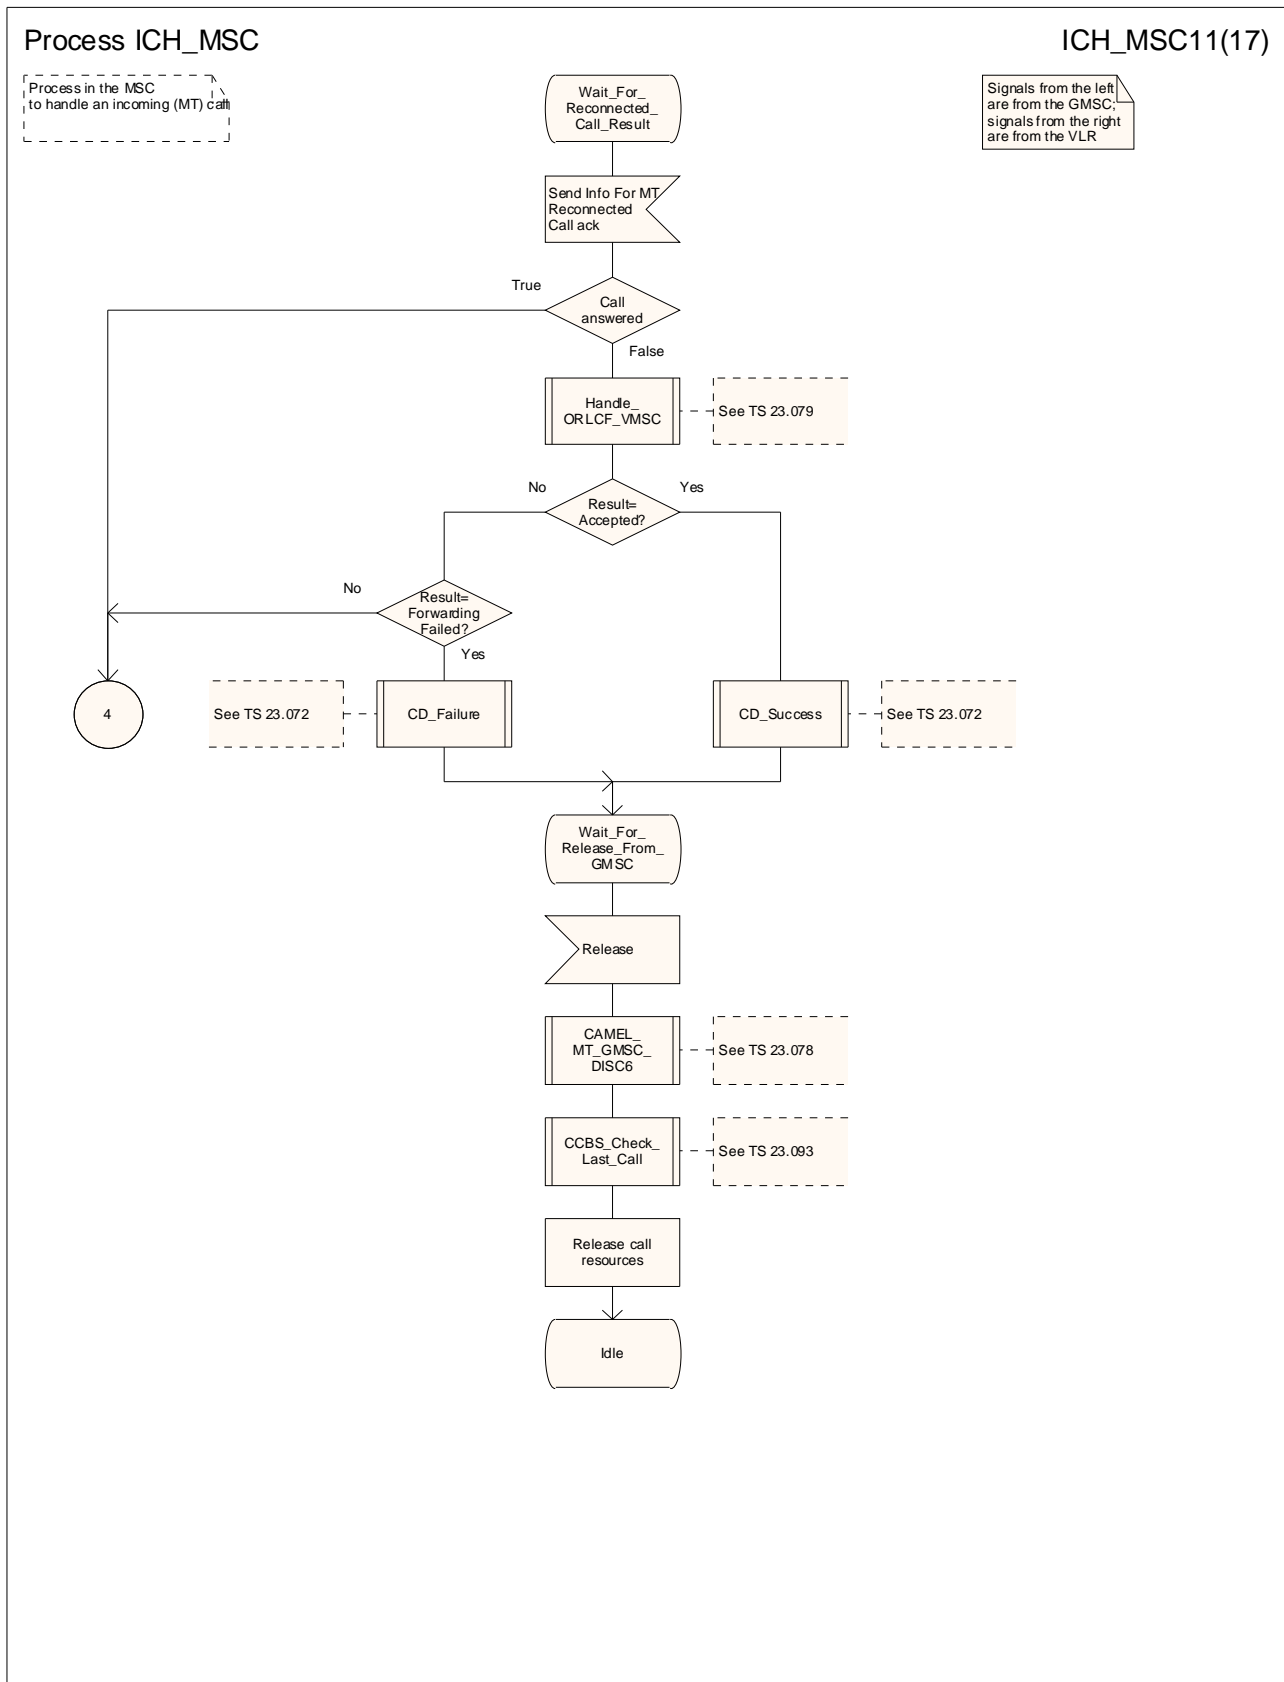 Process ICH_MSC
ICH_MSC11(17)
Process in the MSC
to handle an incoming (MT) call
Signals from the left
are from the GMSC;
signals from the right
are from the VLR
Wait_For_
Reconnected_
Call_Result
Send Info For MT
Reconnected
Call ack
True
Call
answered
False
Handle_
ORLCF_VMSC
See TS 23.079
No
Yes
Result=
Accepted?
No
Result=
Forwarding
Failed?
Yes
4
See TS 23.072
CD_Failure
CD_Success
See TS 23.072
Wait_For_
Release_From_
GMSC
Release
CAMEL_
MT_GMSC_
DISC6
See TS 23.078
CCBS_Check_
Last_Call
See TS 23.093
Release call
resources
Idle